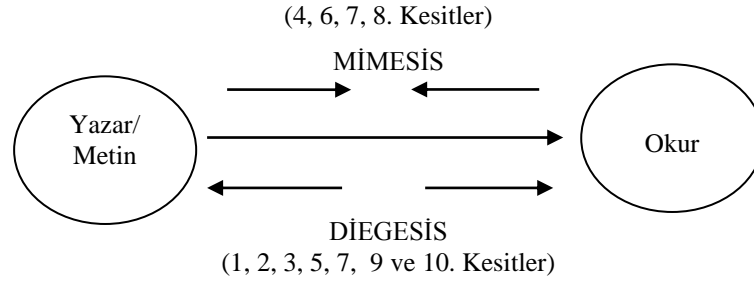 (4, 6, 7, 8. Kesitler)
MİMESİS
Yazar/
Metin
Okur
DİEGESİS
(1, 2, 3, 5, 7, 9 ve 10. Kesitler)